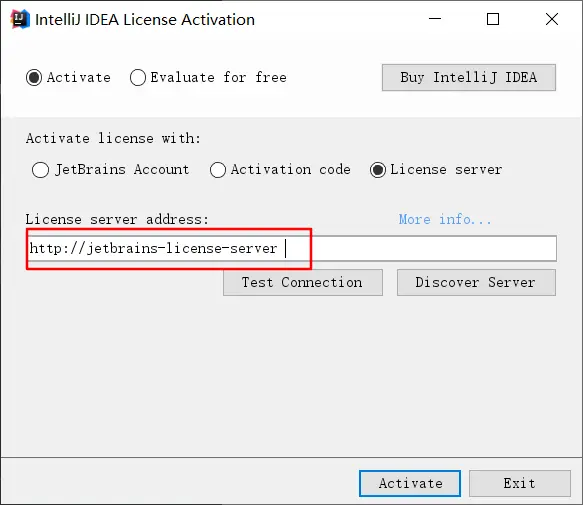 IntelliJ IDEA License Activation
Activate Evaluate for free Buy IntelliJ IDEA
Activate license with:
JetBrains Account Activation code License server
License server address: More info...
http://jetbrains-license-server
Test Connection Discover Server
Activate Exit